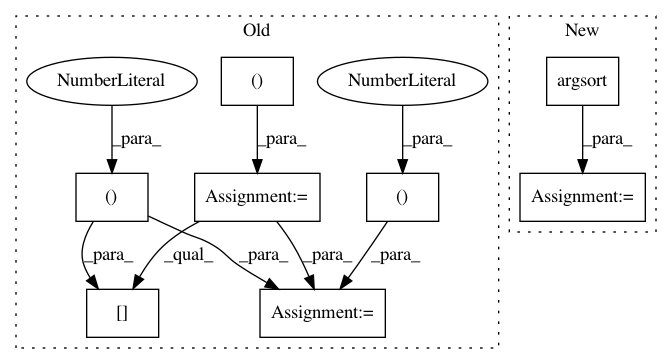 Old
New
NumberLiteral
()
NumberLiteral
argsort
_para_
_para_
_para_
_para_
()
Assignment:=
()
Assignment:=
_para_
_qual_
_para_
_para_
_para_
[]
Assignment:=